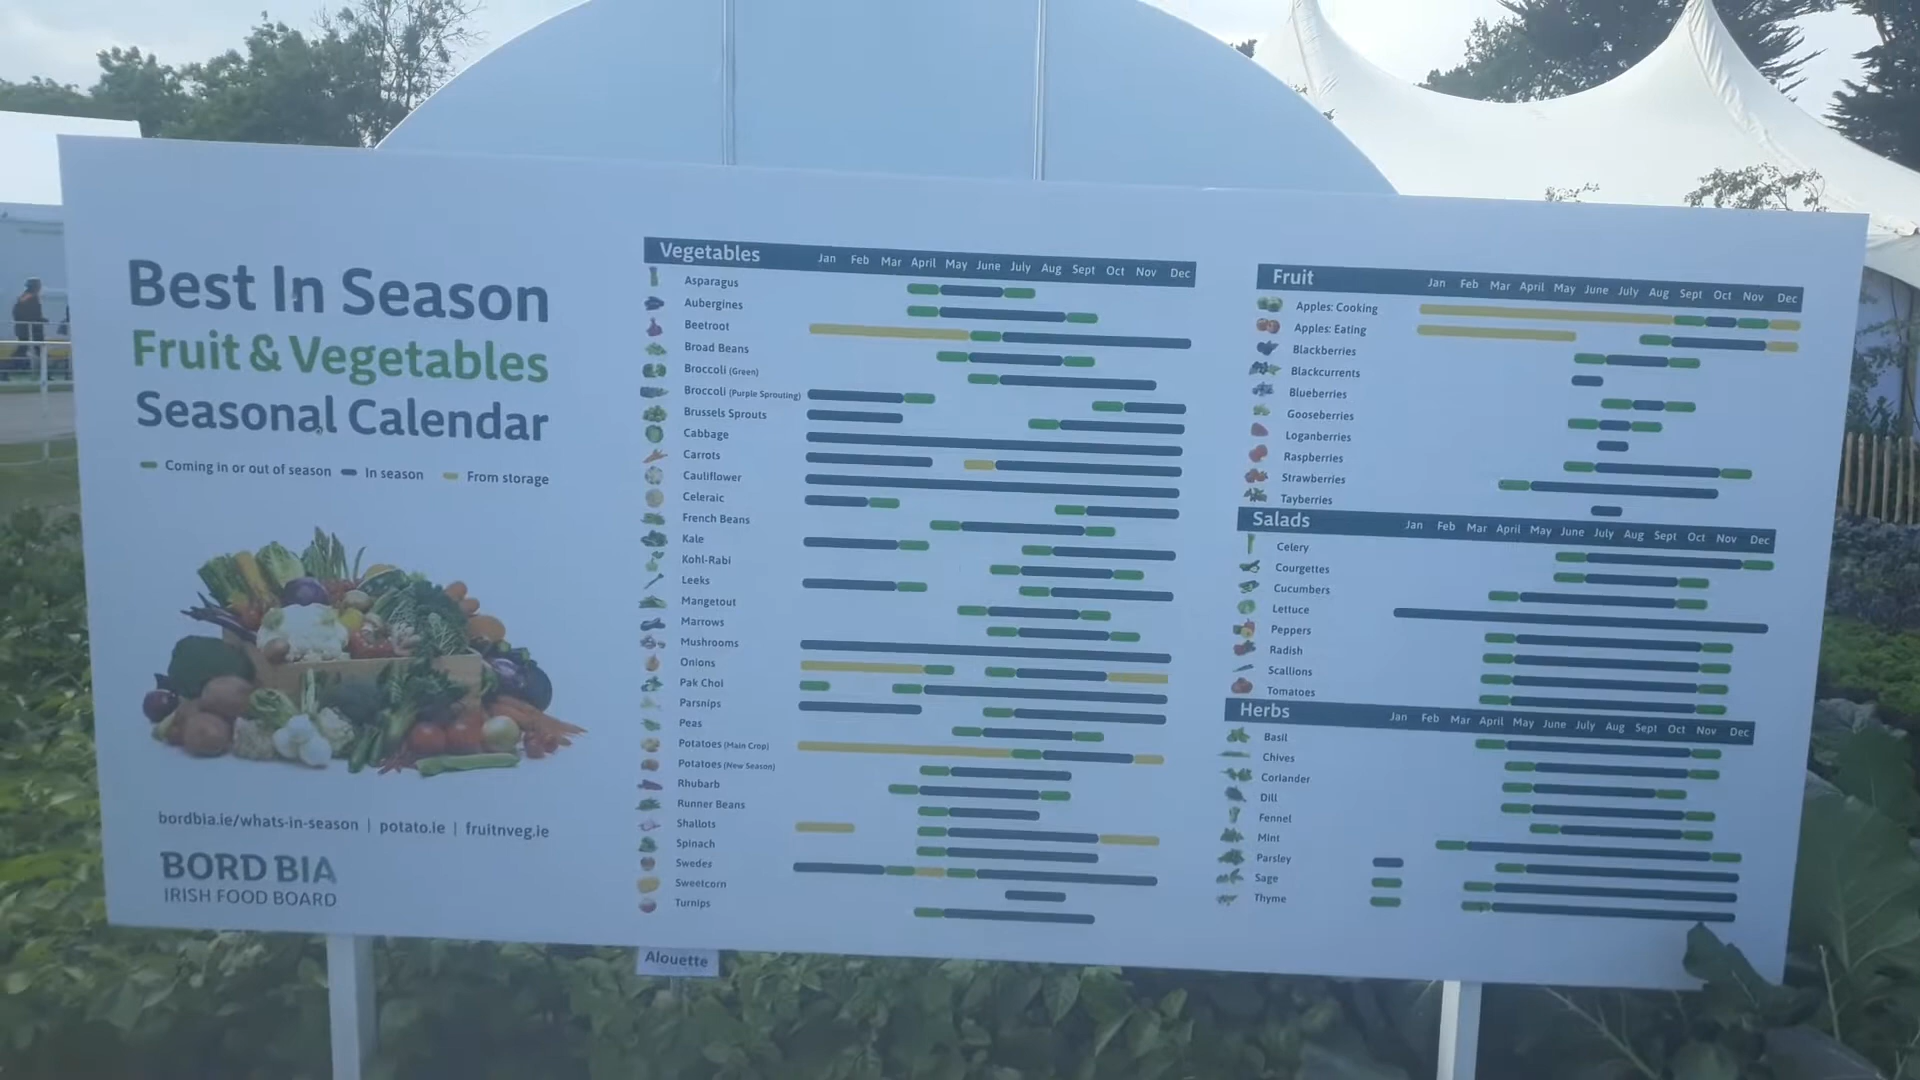 Best In Season
Fruit & Vegetables
Seasonal Calendar
Coming in or out of season In season From storage
bordbia.ie/whats-in-season | potato.ie | fruitnveg.ie
BORD BIA
IRISH FOOD BOARD
Vegetables Jan Feb Mar April May June July Aug Sept Oct Nov Dec
Asparagus
Aubergines
Beetroot
Broad Beans
Broccoli (Green)
Broccoli (Purple Sprouting)
Brussels Sprouts
Cabbage
Carrots
Cauliflower
Celeraic
French Beans
Kale
Kohl-Rabi
Leeks
Mangetout
Marrows
Mushrooms
Onions
Pak Choi
Parsnips
Peas
Potatoes (Main Crop)
Potatoes (New Season)
Rhubarb
Runner Beans
Shallots
Spinach
Swedes
Sweetcorn
Turnips
Fruit Jan Feb Mar April May June July Aug Sept Oct Nov Dec
Apples: Cooking
Apples: Eating
Blackberries
Blackcurrents
Blueberries
Gooseberries
Loganberries
Raspberries
Strawberries
Tayberries
Salads Jan Feb Mar April May June July Aug Sept Oct Nov Dec
Celery
Courgettes
Cucumbers
Lettuce
Peppers
Radish
Scallions
Tomatoes
Herbs Jan Feb Mar April May June July Aug Sept Oct Nov Dec
Basil
Chives
Coriander
Dill
Fennel
Mint
Parsley
Sage
Thyme
Alouette